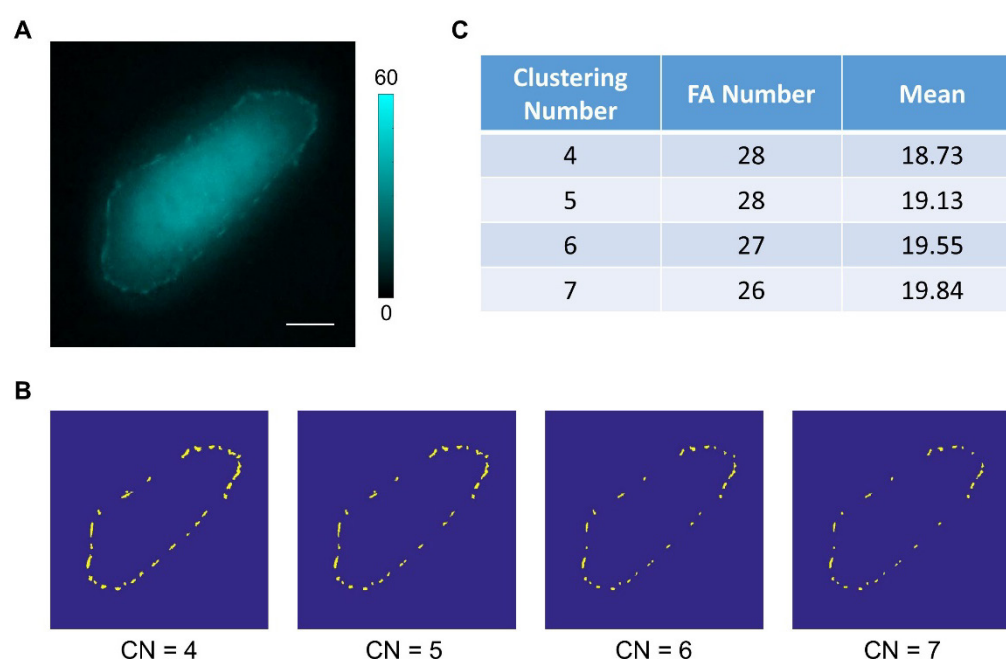 A
60
0
C
Clustering Number FA Number Mean
4 28 18.73
5 28 19.13
6 27 19.55
7 26 19.84
B
CN = 4 CN = 5 CN = 6 CN = 7